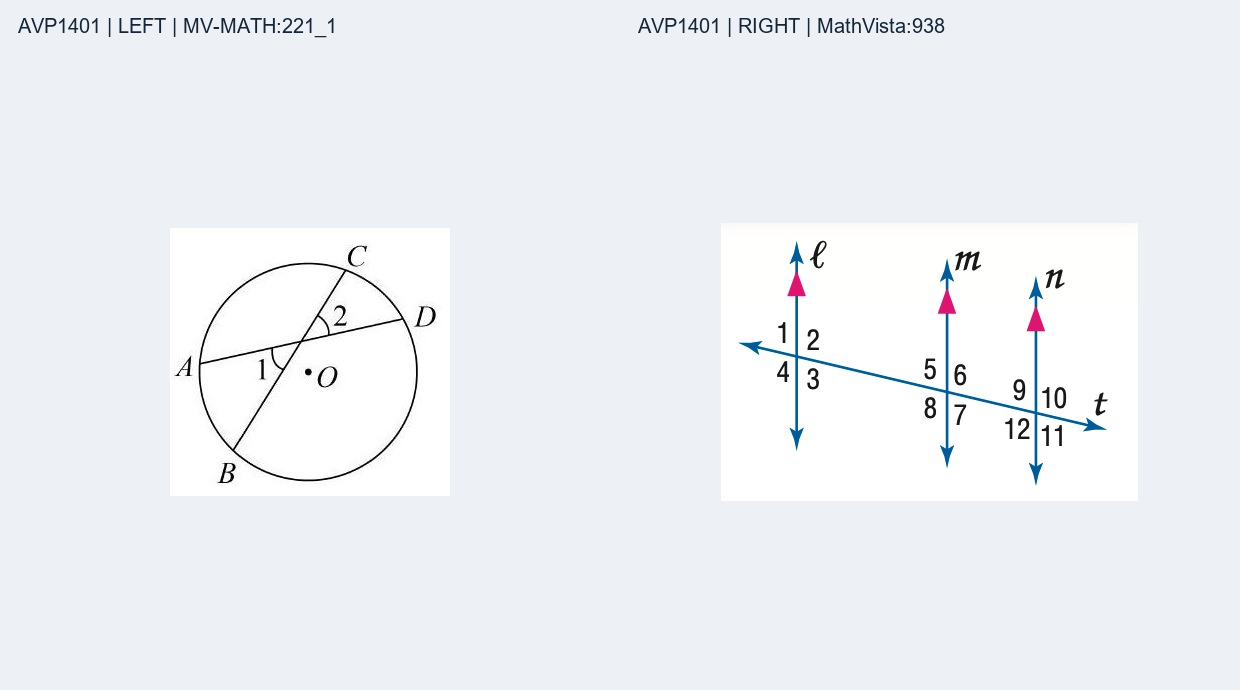 AVP1401 | LEFT | MV-MATH:221_1
C
2
D
A
1
O
B
AVP1401 | RIGHT | MathVista:938
ℓ
m
n
1 2
4 3
5 6
8 7
9 10
12 11
t